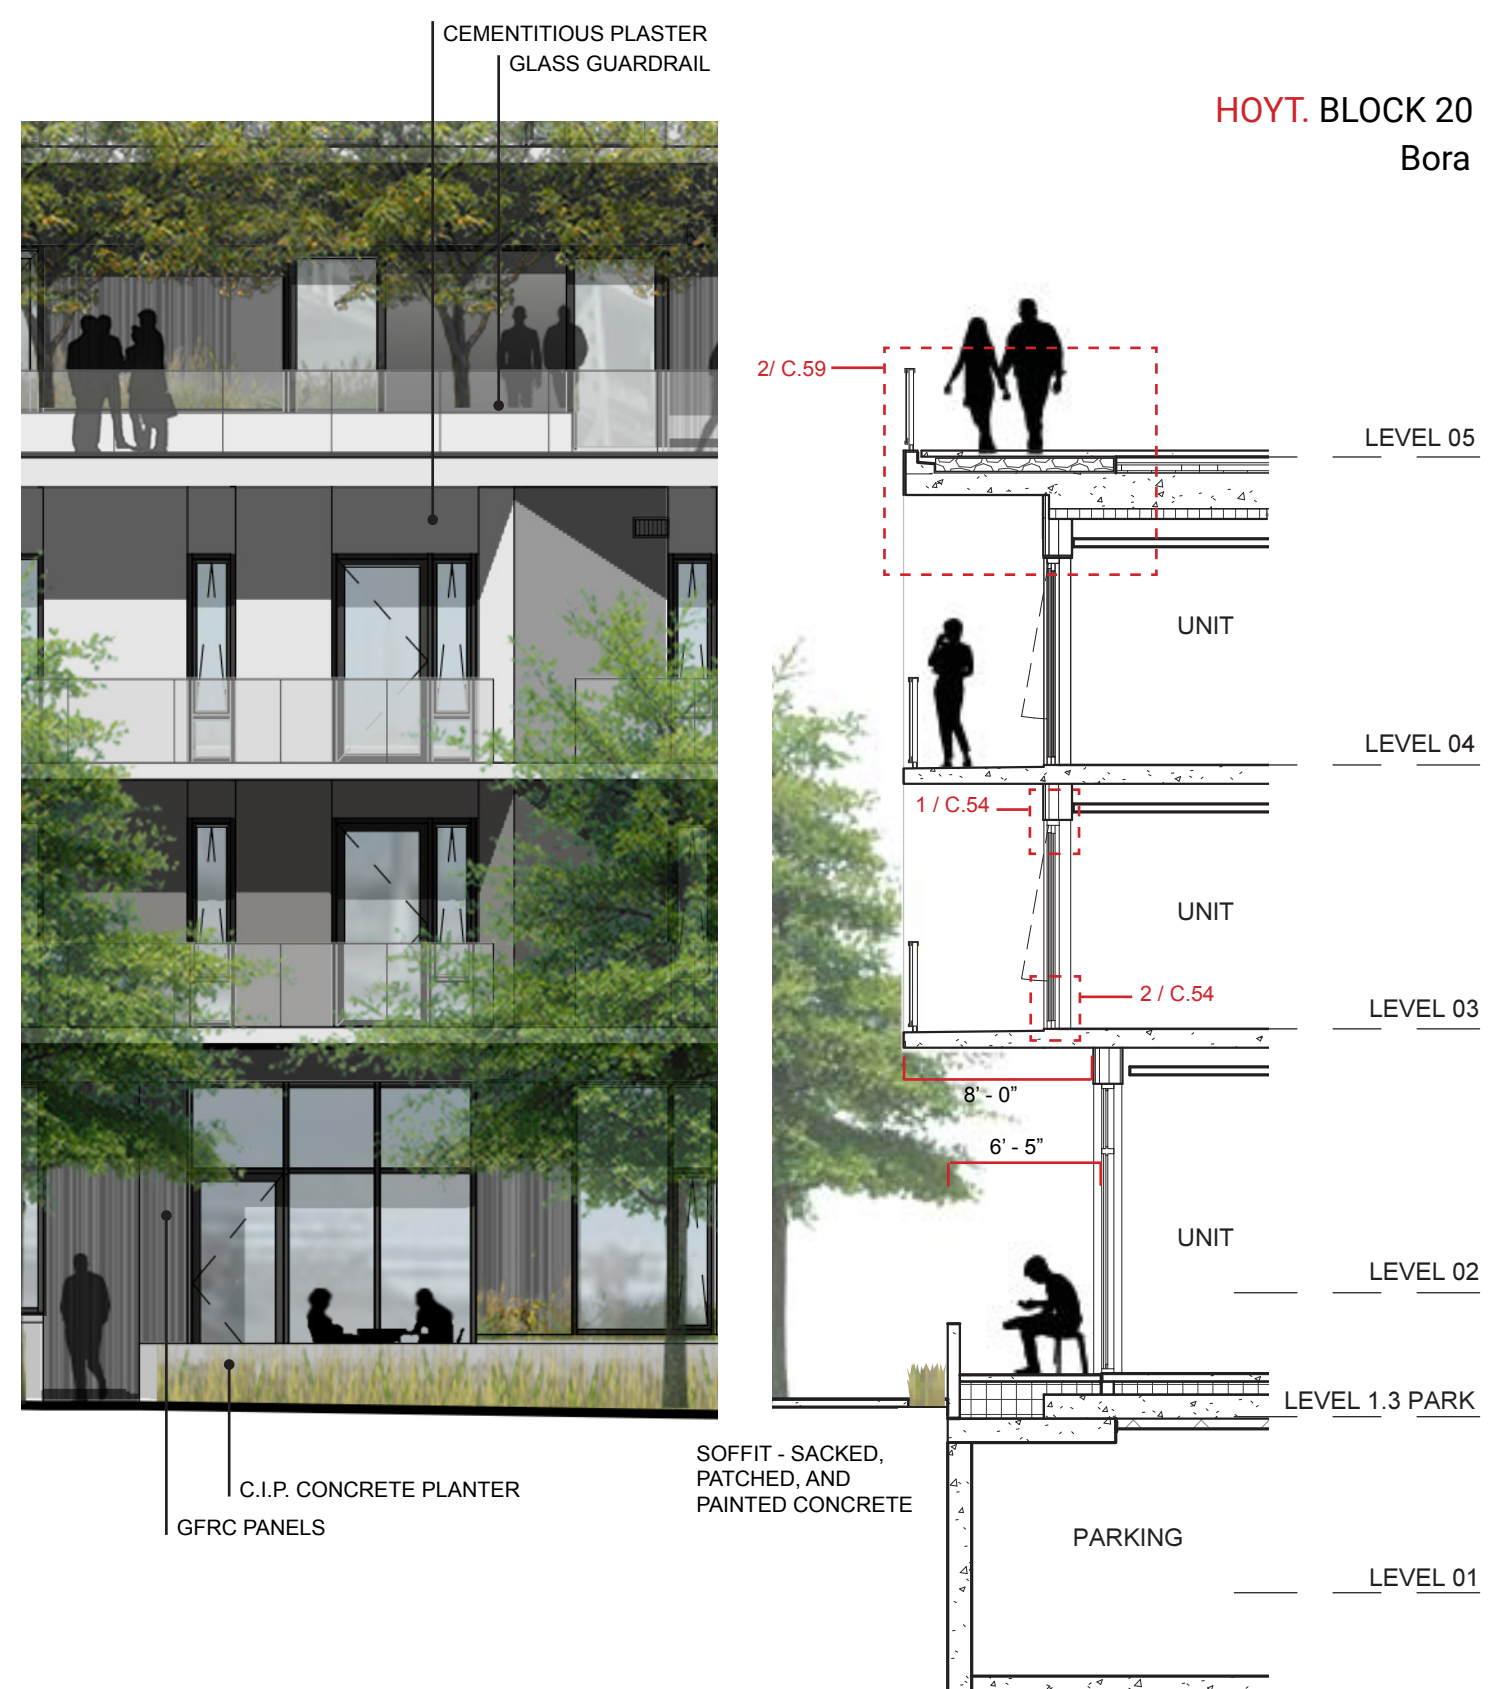 CEMENTITIOUS PLASTER
GLASS GUARDRAIL
HOYT. BLOCK 20
Bora
2/ C.59
LEVEL 05
UNIT
LEVEL 04
1 / C.54
UNIT
2 / C.54
LEVEL 03
8' - 0”
6' - 5”
UNIT
LEVEL 02
LEVEL 1.3 PARK
SOFFIT - SACKED,
PATCHED, AND
PAINTED CONCRETE
C.I.P. CONCRETE PLANTER
GFRC PANELS
PARKING
LEVEL 01